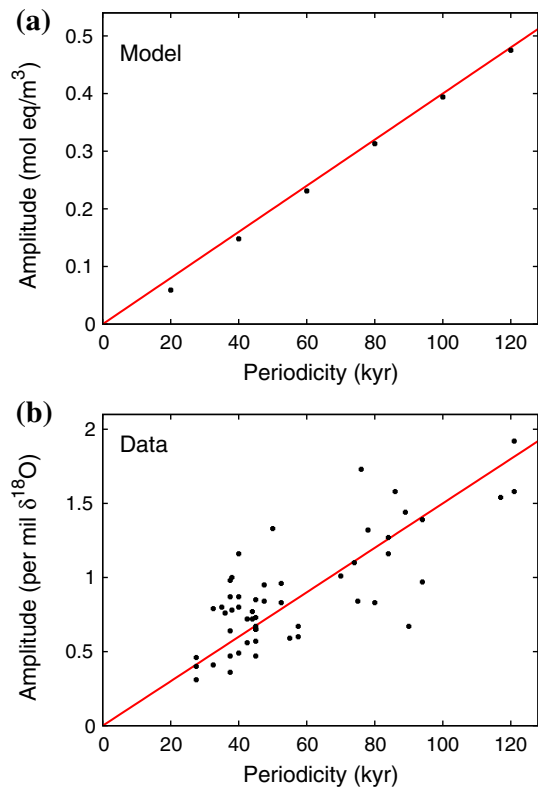 (a)
Model
Amplitude (mol eq/m³)
0.5
0.4
0.3
0.2
0.1
0
0 20 40 60 80 100 120
Periodicity (kyr)
(b)
Data
Amplitude (per mil δ¹⁸O)
2
1.5
1
0.5
0
0 20 40 60 80 100 120
Periodicity (kyr)